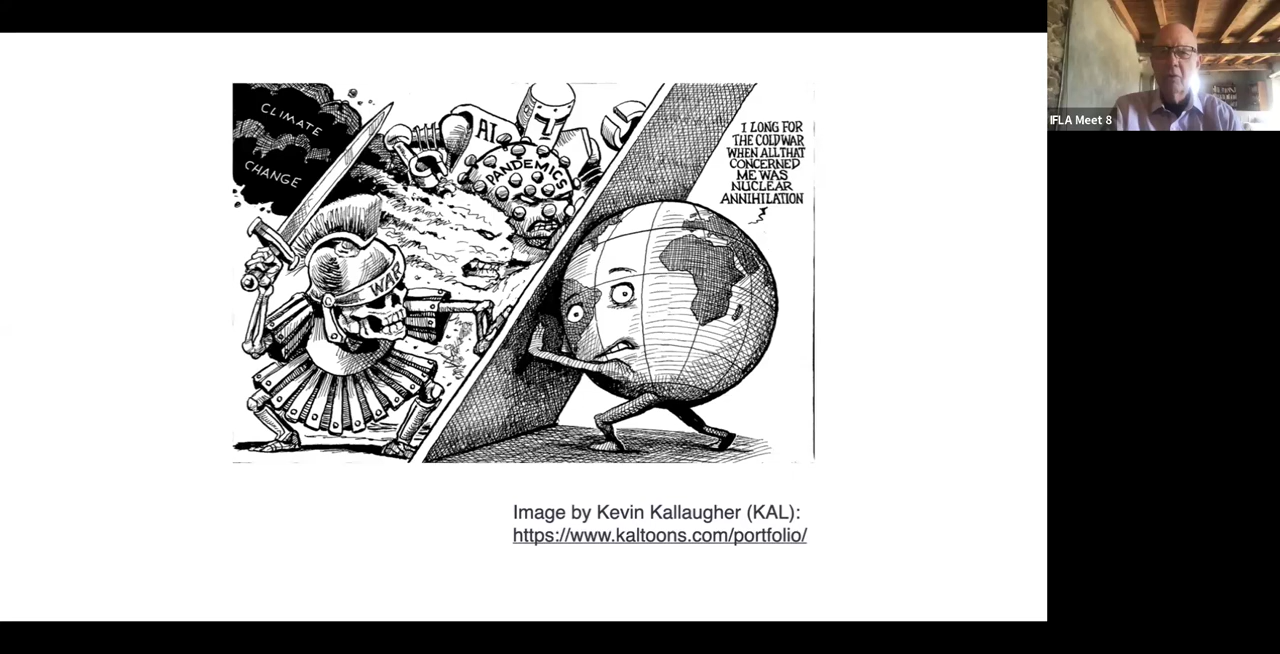 CLIMATE
CHANGE
AI
PANDEMICS
WAR
I LONG FOR
THE COLD WAR
WHEN ALL THAT
CONCERNED
ME WAS
NUCLEAR
ANNIHILATION
Image by Kevin Kallaugher (KAL):
https://www.kaltoons.com/portfolio/
IFLA Meet 8